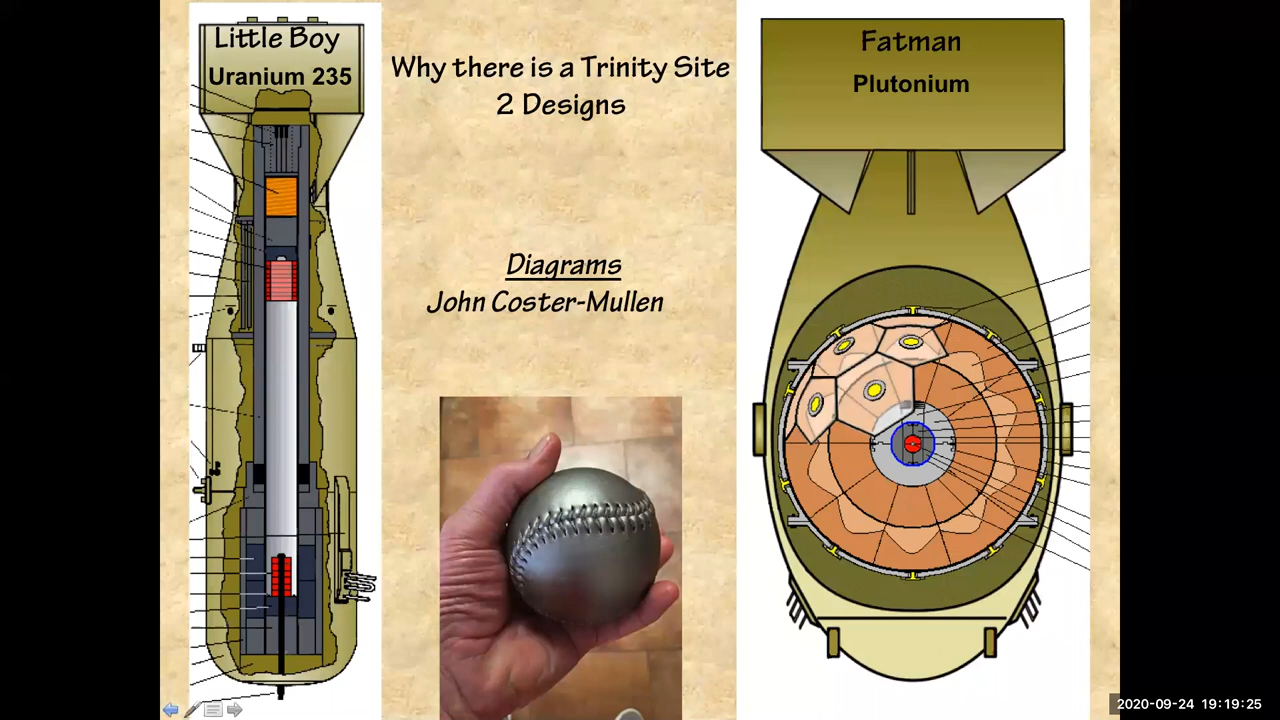 Little Boy
Uranium 235
Why there is a Trinity Site
2 Designs
Diagrams
John Coster-Mullen
Fatman
Plutonium
2020-09-24 19:19:25